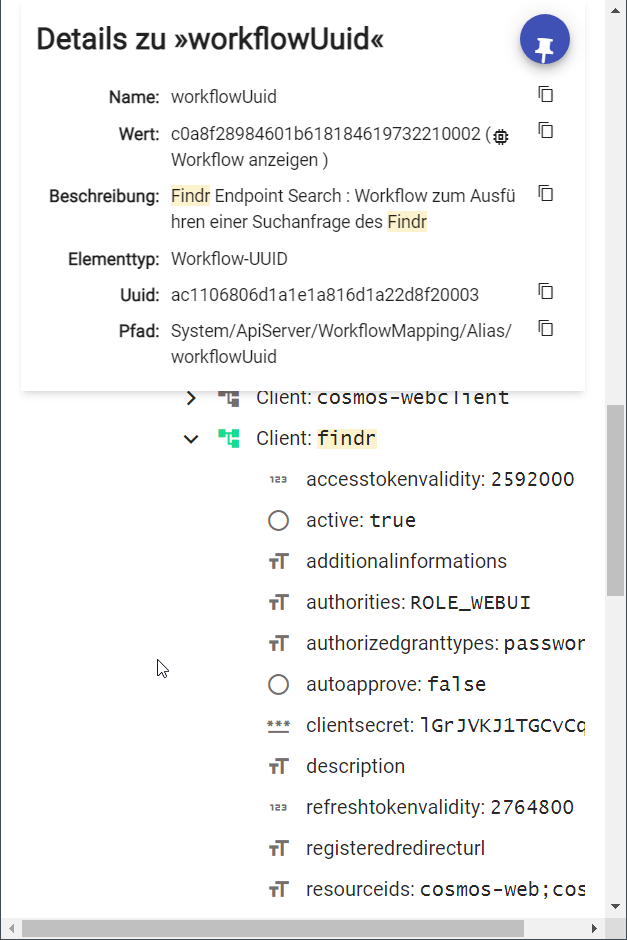 Details zu »workflowUuid«
Name: workflowUuid
Wert: c0a8f28984601b618184619732210002 (
Workflow anzeigen )
Beschreibung: Findr Endpoint Search : Workflow zum Ausfü
hren einer Suchanfrage des Findr
Elementtyp: Workflow-UUID
Uuid: ac1106806d1a1e1a816d1a22d8f20003
Pfad: System/ApiServer/WorkflowMapping/Alias/
workflowUuid
Client: cosmos-webclient
Client: findr
123 accesstokenvalidity: 2592000
active: true
additionalinformations
authorities: ROLE_WEBUI
authorizedgranttypes: passwor
autoapprove: false
*** clientsecret: lGrJVKJ1TGCvCq
description
123 refreshtokenvalidity: 2764800
registeredredirecturl
resourceids: cosmos-web;cos